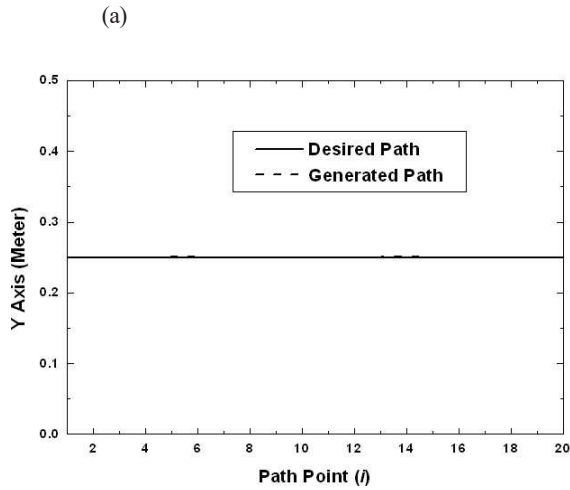 (a)
0.5
0.4
0.3
0.2
0.1
0.0
Y Axis (Meter)
Desired Path
Generated Path
2 4 6 8 10 12 14 16 18 20
Path Point (i)